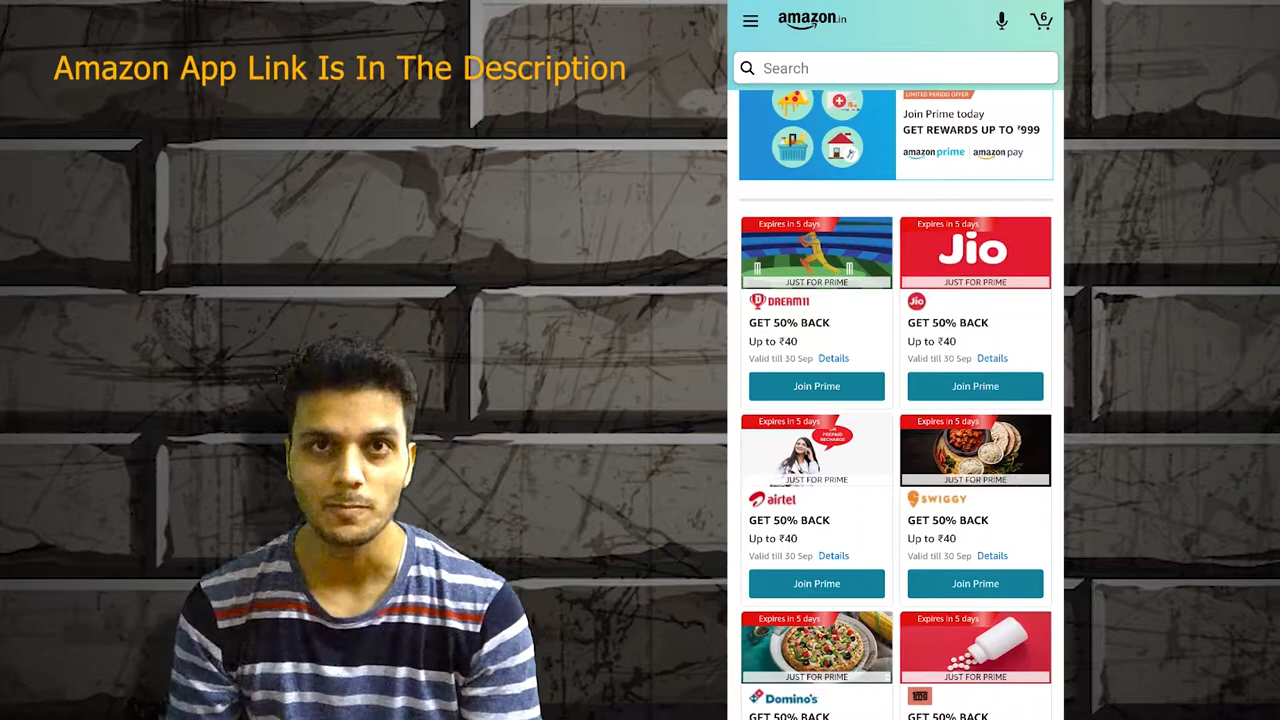 Amazon App Link Is In The Description
amazon.in
6
Search
LIMITED PERIOD OFFER
Join Prime today
GET REWARDS UP TO ₹999
amazon prime | amazon pay
Expires in 5 days
JUST FOR PRIME
DREAM11
GET 50% BACK
Up to ₹40
Valid till 30 Sep Details
Join Prime
Expires in 5 days
Jio
JUST FOR PRIME
Jio
GET 50% BACK
Up to ₹40
Valid till 30 Sep Details
Join Prime
Expires in 5 days
ON PREPAID
RECHARGE
JUST FOR PRIME
airtel
GET 50% BACK
Up to ₹40
Valid till 30 Sep Details
Join Prime
Expires in 5 days
JUST FOR PRIME
SWIGGY
GET 50% BACK
Up to ₹40
Valid till 30 Sep Details
Join Prime
Expires in 5 days
JUST FOR PRIME
Domino's
GET 50% BACK
Expires in 5 days
JUST FOR PRIME
1mg
GET 50% BACK